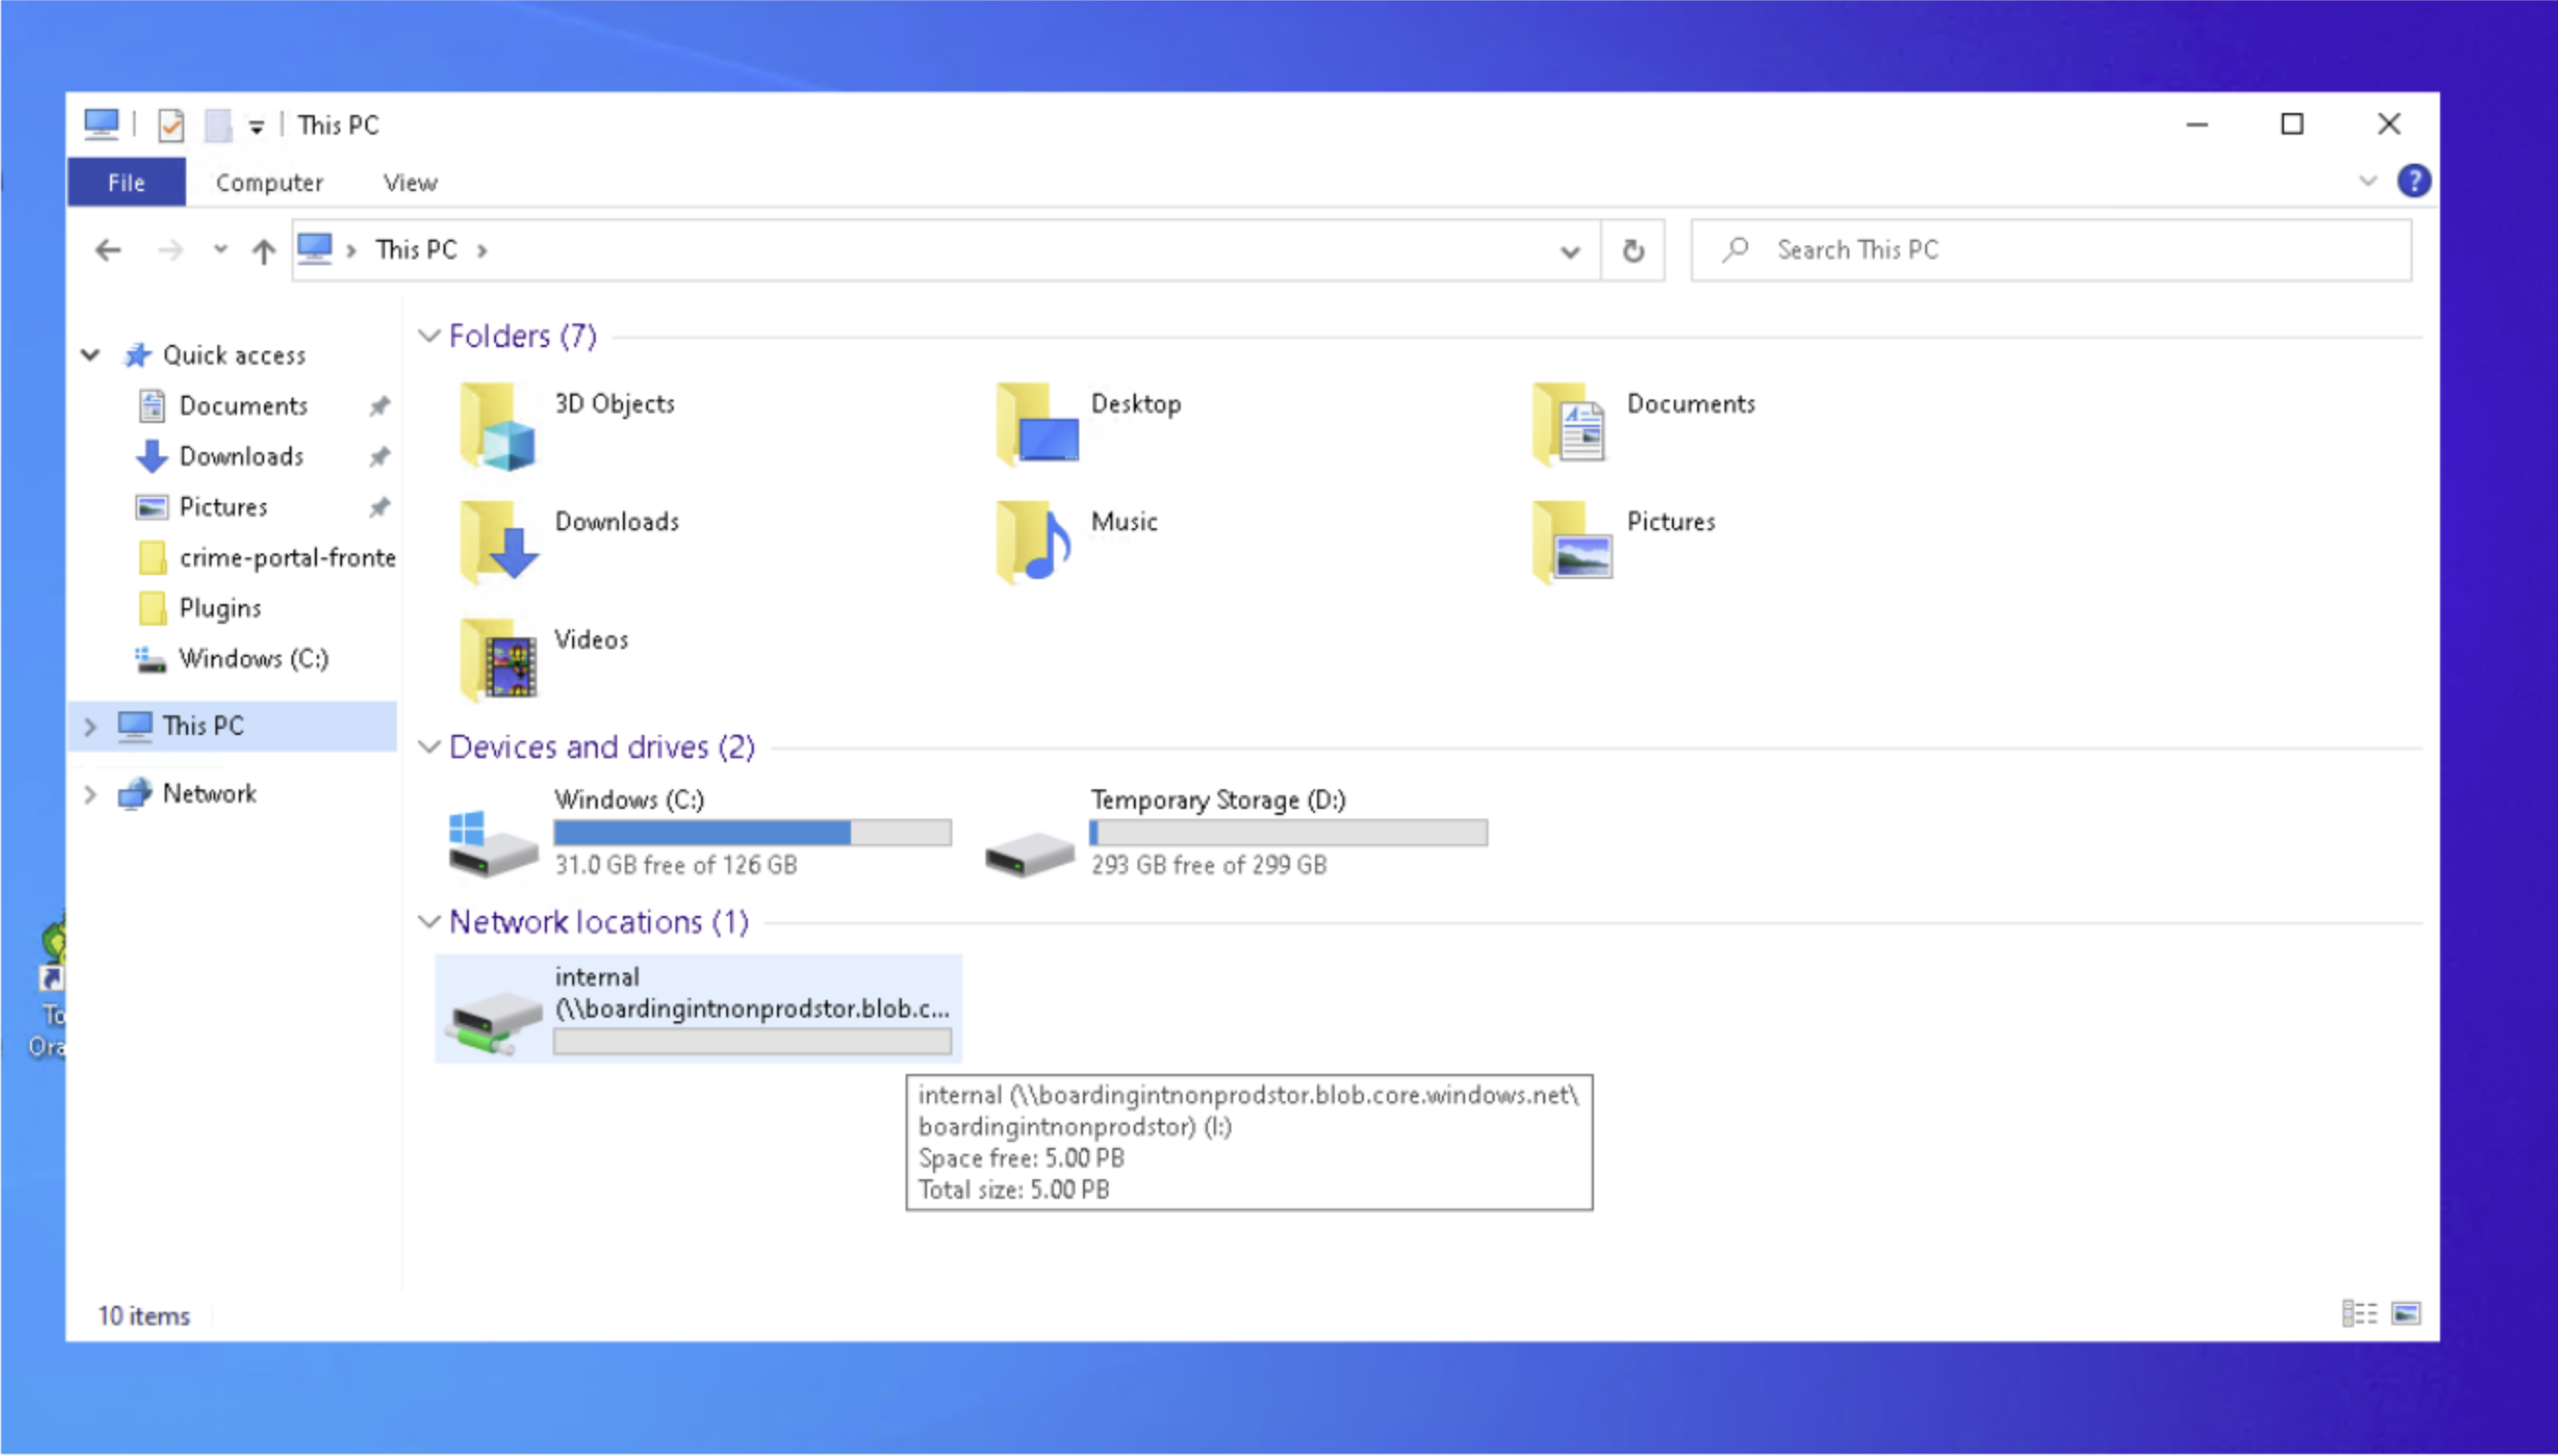 This PC
File Computer View
This PC
Search This PC
Quick access
Documents
Downloads
Pictures
crime-portal-fronte
Plugins
Windows (C:)
This PC
Network
Folders (7)
3D Objects
Desktop
Documents
Downloads
Music
Pictures
Videos
Devices and drives (2)
Windows (C:)
31.0 GB free of 126 GB
Temporary Storage (D:)
293 GB free of 299 GB
Network locations (1)
internal
(\\boardingintnonprodstor.blob.c...
internal (\\boardingintnonprodstor.blob.core.windows.net\
boardingintnonprodstor) (I:)
Space free: 5.00 PB
Total size: 5.00 PB
10 items
To
Ora